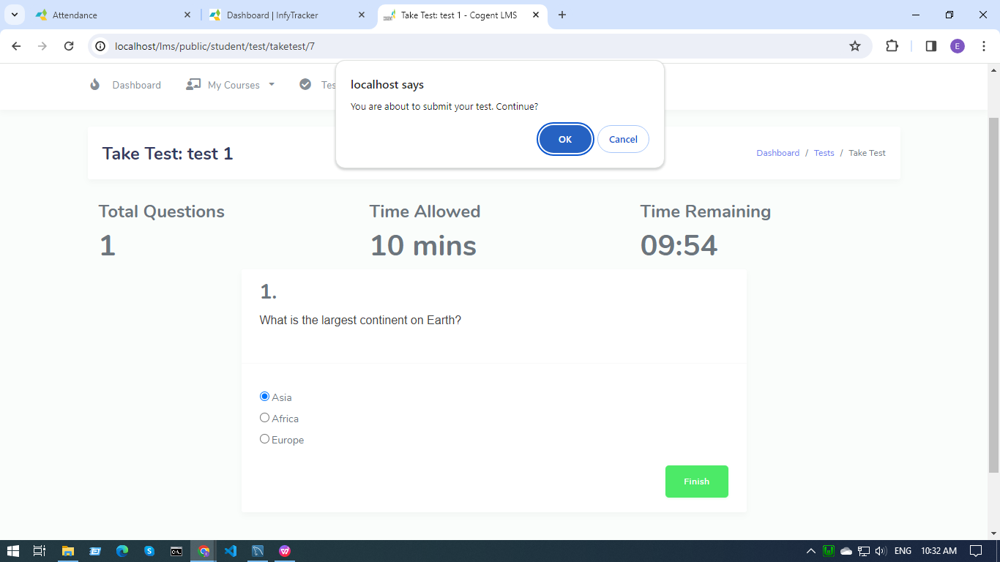 Attendance
Dashboard | InfyTracker
Take Test: test 1 - Cogent LMS
localhost/lms/public/student/test/taketest/7
E
Dashboard
My Courses
Tes
localhost says
You are about to submit your test. Continue?
OK
Cancel
Take Test: test 1
Dashboard / Tests / Take Test
Total Questions
1
Time Allowed
10 mins
Time Remaining
09:54
1.
What is the largest continent on Earth?
Asia
Africa
Europe
Finish
ENG
10:32 AM